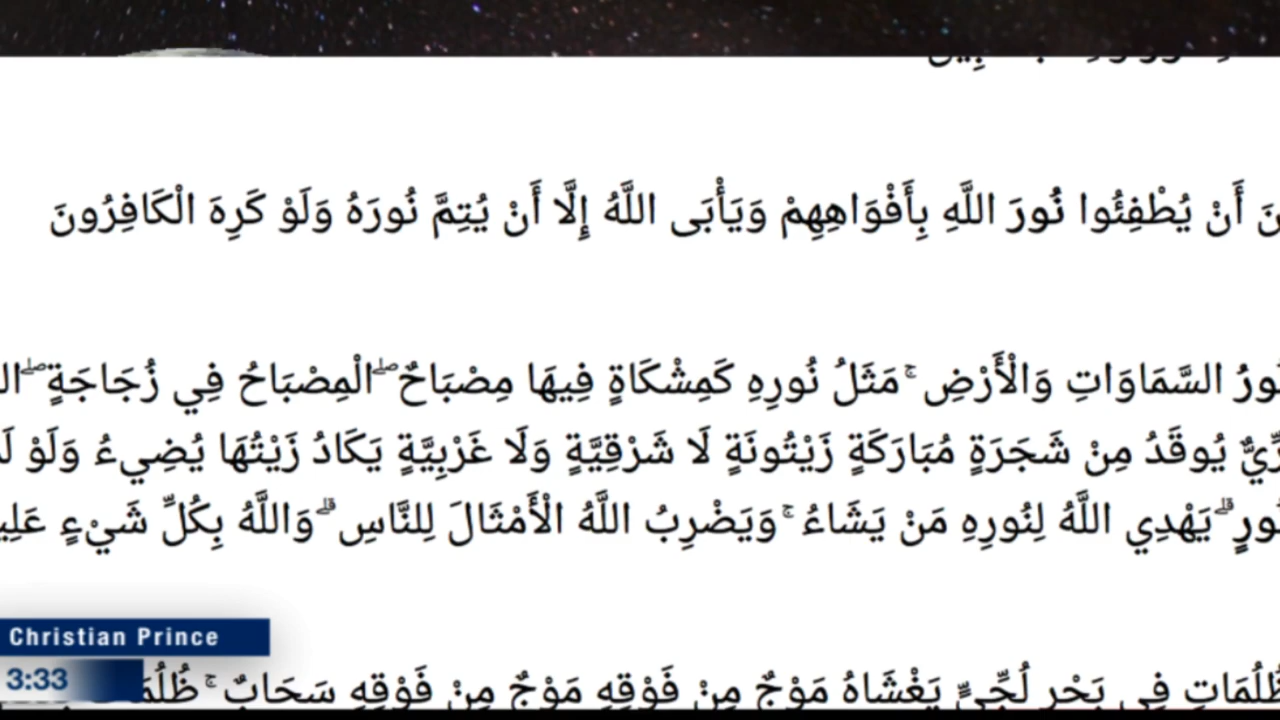 أَنْ يُطْفِئُوا نُورَ اللَّهِ بِأَفْوَاهِهِمْ وَيَأْبَى اللَّهُ إِلَّا أَنْ يُتِمَّ نُورَهُ وَلَوْ كَرِهَ الْكَافِرُونَ
السَّمَاوَاتِ وَالْأَرْضِ ۚ مَثَلُ نُورِهِ كَمِشْكَاةٍ فِيهَا مِصْبَاحٌ ۖ الْمِصْبَاحُ فِي زُجَاجَةٍ ۖ
يُوقَدُ مِنْ شَجَرَةٍ مُبَارَكَةٍ زَيْتُونَةٍ لَا شَرْقِيَّةٍ وَلَا غَرْبِيَّةٍ يَكَادُ زَيْتُهَا يُضِيءُ وَلَوْ
ۗ يَهْدِي اللَّهُ لِنُورِهِ مَنْ يَشَاءُ ۚ وَيَضْرِبُ اللَّهُ الْأَمْثَالَ لِلنَّاسِ ۗ وَاللَّهُ بِكُلِّ شَيْءٍ
فِي بَحْرٍ لُجِّيٍّ يَغْشَاهُ مَوْجٌ مِنْ فَوْقِهِ مَوْجٌ مِنْ فَوْقِهِ سَحَابٌ ۚ
Christian Prince
3:33